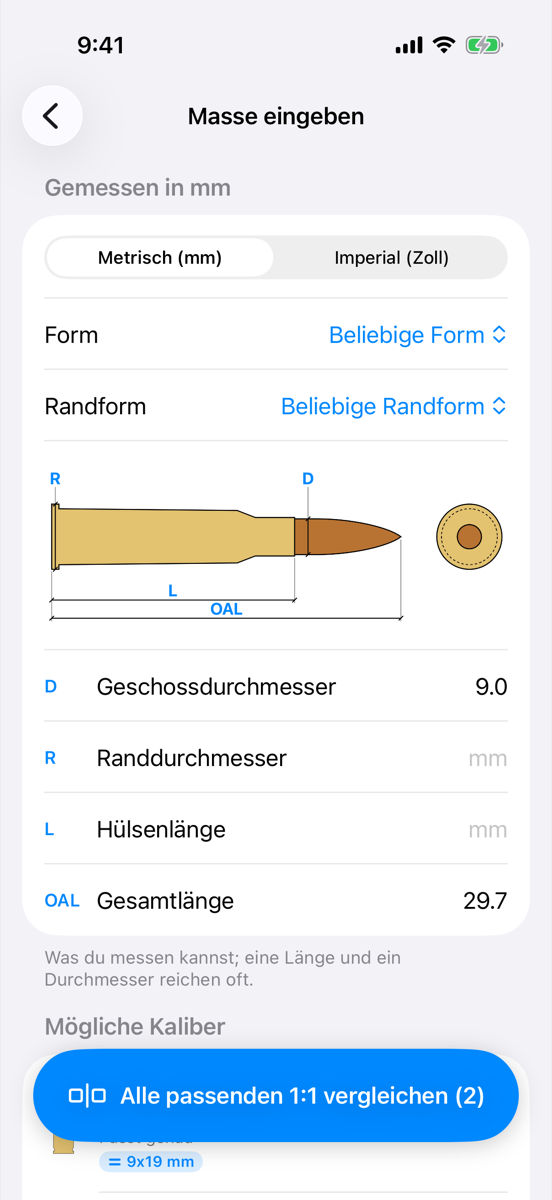 9:41
Masse eingeben
Gemessen in mm
Metrisch (mm)
Imperial (Zoll)
Form
Beliebige Form
Randform
Beliebige Randform
R
D
L
OAL
D Geschossdurchmesser 9.0
R Randdurchmesser mm
L Hülsenlänge mm
OAL Gesamtlänge 29.7
Was du messen kannst; eine Länge und ein
Durchmesser reichen oft.
Mögliche Kaliber
Alle passenden 1:1 vergleichen (2)
= 9x19 mm